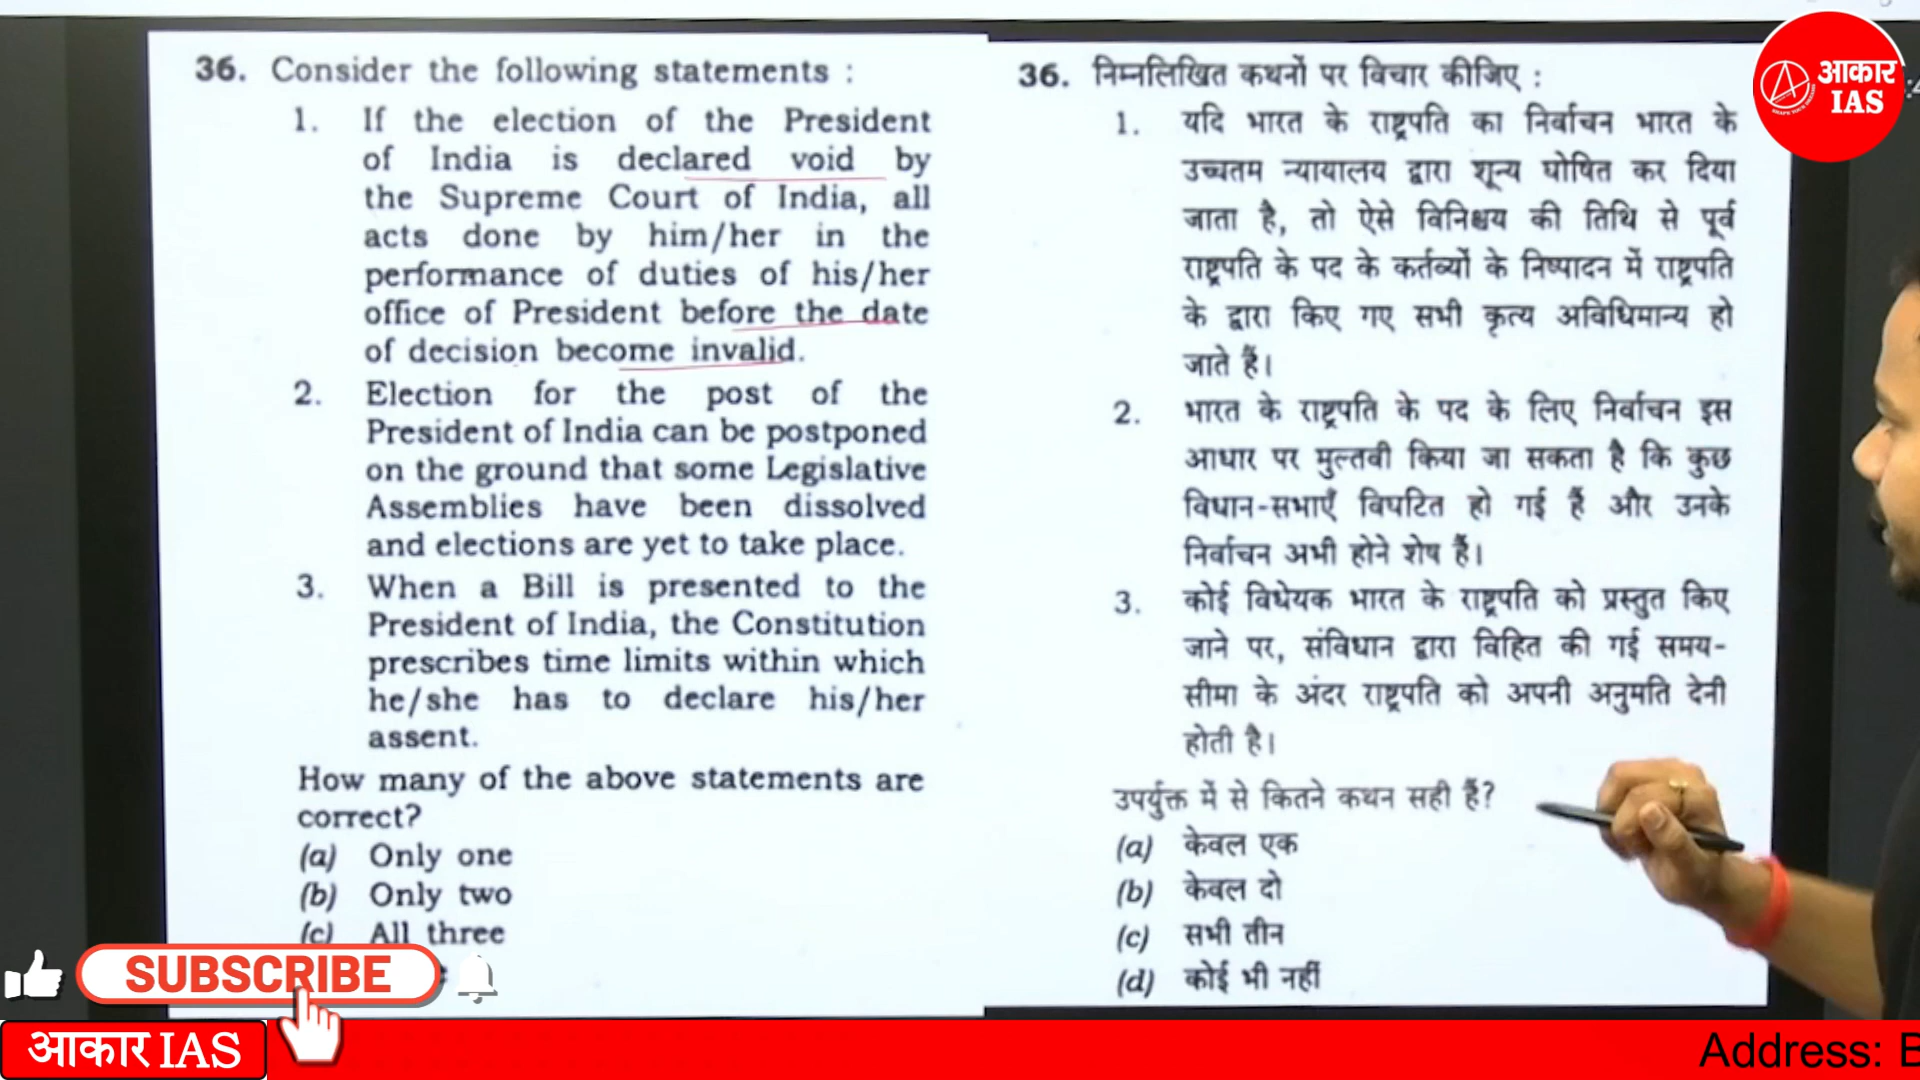 36. Consider the following statements :
1. If the election of the President
of India is declared void by
the Supreme Court of India, all
acts done by him/her in the
performance of duties of his/her
office of President before the date
of decision become invalid.
2. Election for the post of the
President of India can be postponed
on the ground that some Legislative
Assemblies have been dissolved
and elections are yet to take place.
3. When a Bill is presented to the
President of India, the Constitution
prescribes time limits within which
he/she has to declare his/her
assent.
How many of the above statements are
correct?
(a) Only one
(b) Only two
(c) All three
36. निम्नलिखित कथनों पर विचार कीजिए :
1. यदि भारत के राष्ट्रपति का निर्वाचन भारत के
उच्चतम न्यायालय द्वारा शून्य घोषित कर दिया
जाता है, तो ऐसे विनिश्चय की तिथि से पूर्व
राष्ट्रपति के पद के कर्तव्यों के निष्पादन में राष्ट्रपति
के द्वारा किए गए सभी कृत्य अविधिमान्य हो
जाते हैं।
2. भारत के राष्ट्रपति के पद के लिए निर्वाचन इस
आधार पर मुल्तवी किया जा सकता है कि कुछ
विधान-सभाएँ विघटित हो गई हैं और उनके
निर्वाचन अभी होने शेष हैं।
3. कोई विधेयक भारत के राष्ट्रपति को प्रस्तुत किए
जाने पर, संविधान द्वारा विहित की गई समय-
सीमा के अंदर राष्ट्रपति को अपनी अनुमति देनी
होती है।
उपर्युक्त में से कितने कथन सही हैं?
(a) केवल एक
(b) केवल दो
(c) सभी तीन
(d) कोई भी नहीं
आकार
IAS
SUBSCRIBE
आकार IAS
Address: